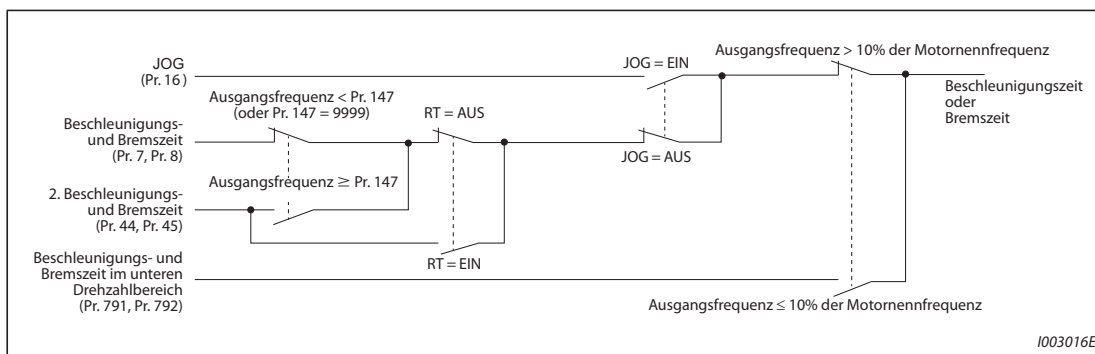 JOG
(Pr. 16)
JOG = EIN
Ausgangsfrequenz > 10% der Motornennfrequenz
Beschleunigungszeit
oder
Bremszeit
Ausgangsfrequenz < Pr. 147
(oder Pr. 147 = 9999)
RT = AUS
Beschleunigungs-
und Bremszeit
(Pr. 7, Pr. 8)
JOG = AUS
Ausgangsfrequenz ≥ Pr. 147
2. Beschleunigungs-
und Bremszeit
(Pr. 44, Pr. 45)
RT = EIN
Beschleunigungs- und
Bremszeit im unteren
Drehzahlbereich
(Pr. 791, Pr. 792)
Ausgangsfrequenz ≤ 10% der Motornennfrequenz
I003016E